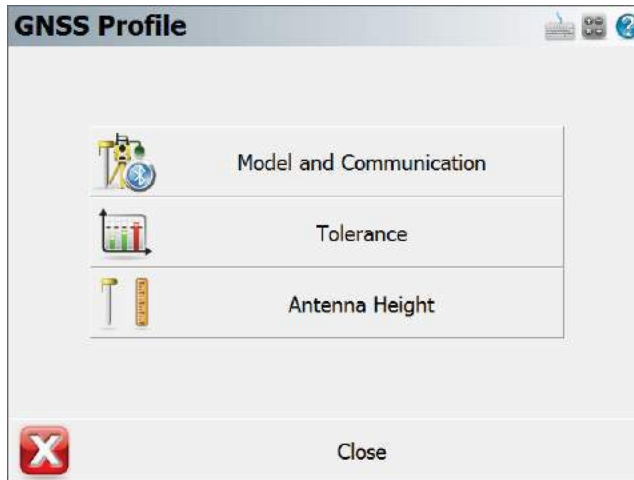 GNSS Profile
Model and Communication
Tolerance
Antenna Height
Close